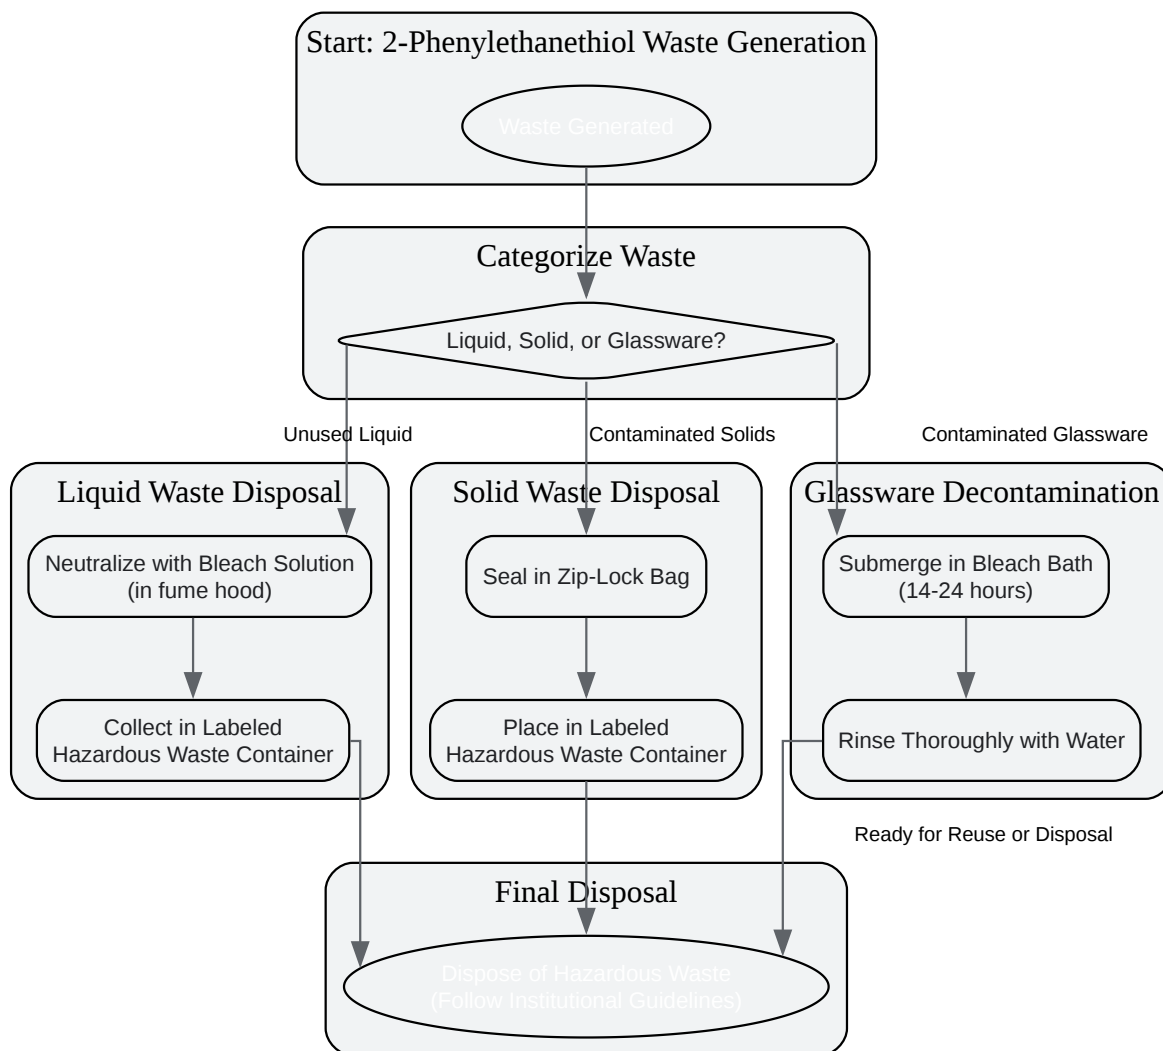 Start: 2-Phenylethanethiol Waste Generation
Waste Generated
Categorize Waste
Liquid, Solid, or Glassware?
Unused Liquid
Contaminated Solids
Contaminated Glassware
Liquid Waste Disposal
Neutralize with Bleach Solution
(in fume hood)
Collect in Labeled
Hazardous Waste Container
Solid Waste Disposal
Seal in Zip-Lock Bag
Place in Labeled
Hazardous Waste Container
Glassware Decontamination
Submerge in Bleach Bath
(14-24 hours)
Rinse Thoroughly with Water
Ready for Reuse or Disposal
Final Disposal
Dispose of Hazardous Waste
(Follow Institutional Guidelines)